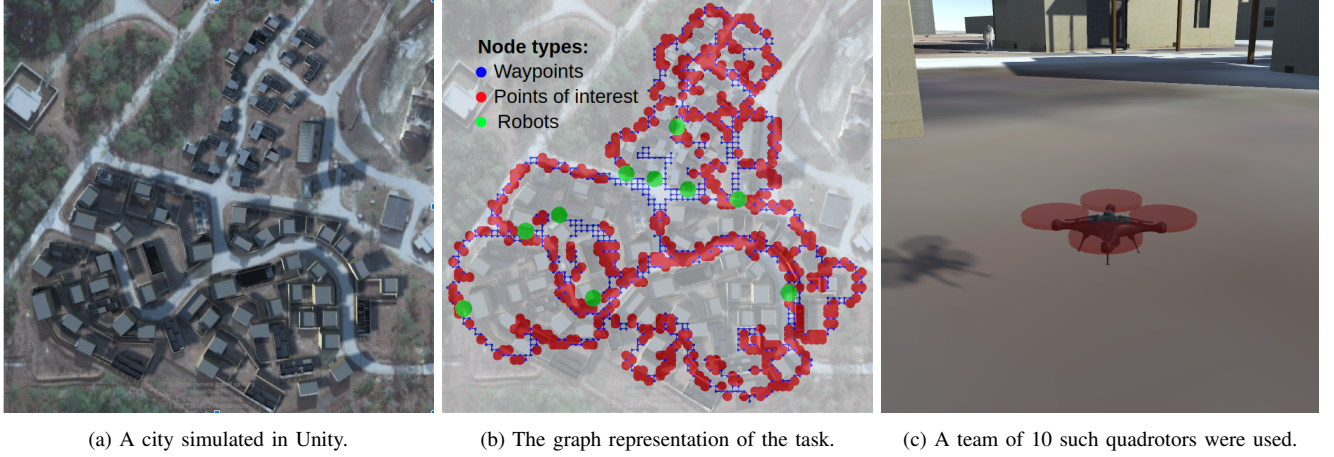 Node types:
Waypoints
Points of interest
Robots
(a) A city simulated in Unity.
(b) The graph representation of the task.
(c) A team of 10 such quadrotors were used.